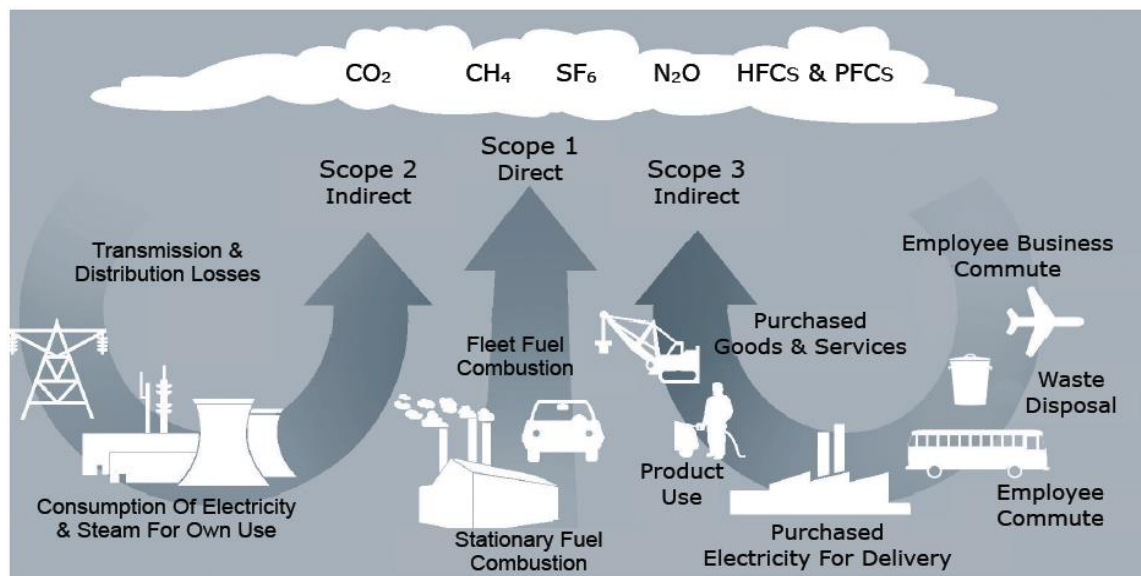 CO₂ CH₄ SF₆ N₂O HFCs & PFCs
Scope 2
Indirect
Scope 1
Direct
Scope 3
Indirect
Transmission &
Distribution Losses
Consumption Of Electricity
& Steam For Own Use
Fleet Fuel
Combustion
Stationary Fuel
Combustion
Purchased
Goods & Services
Product
Use
Purchased
Electricity For Delivery
Employee Business
Commute
Waste
Disposal
Employee
Commute